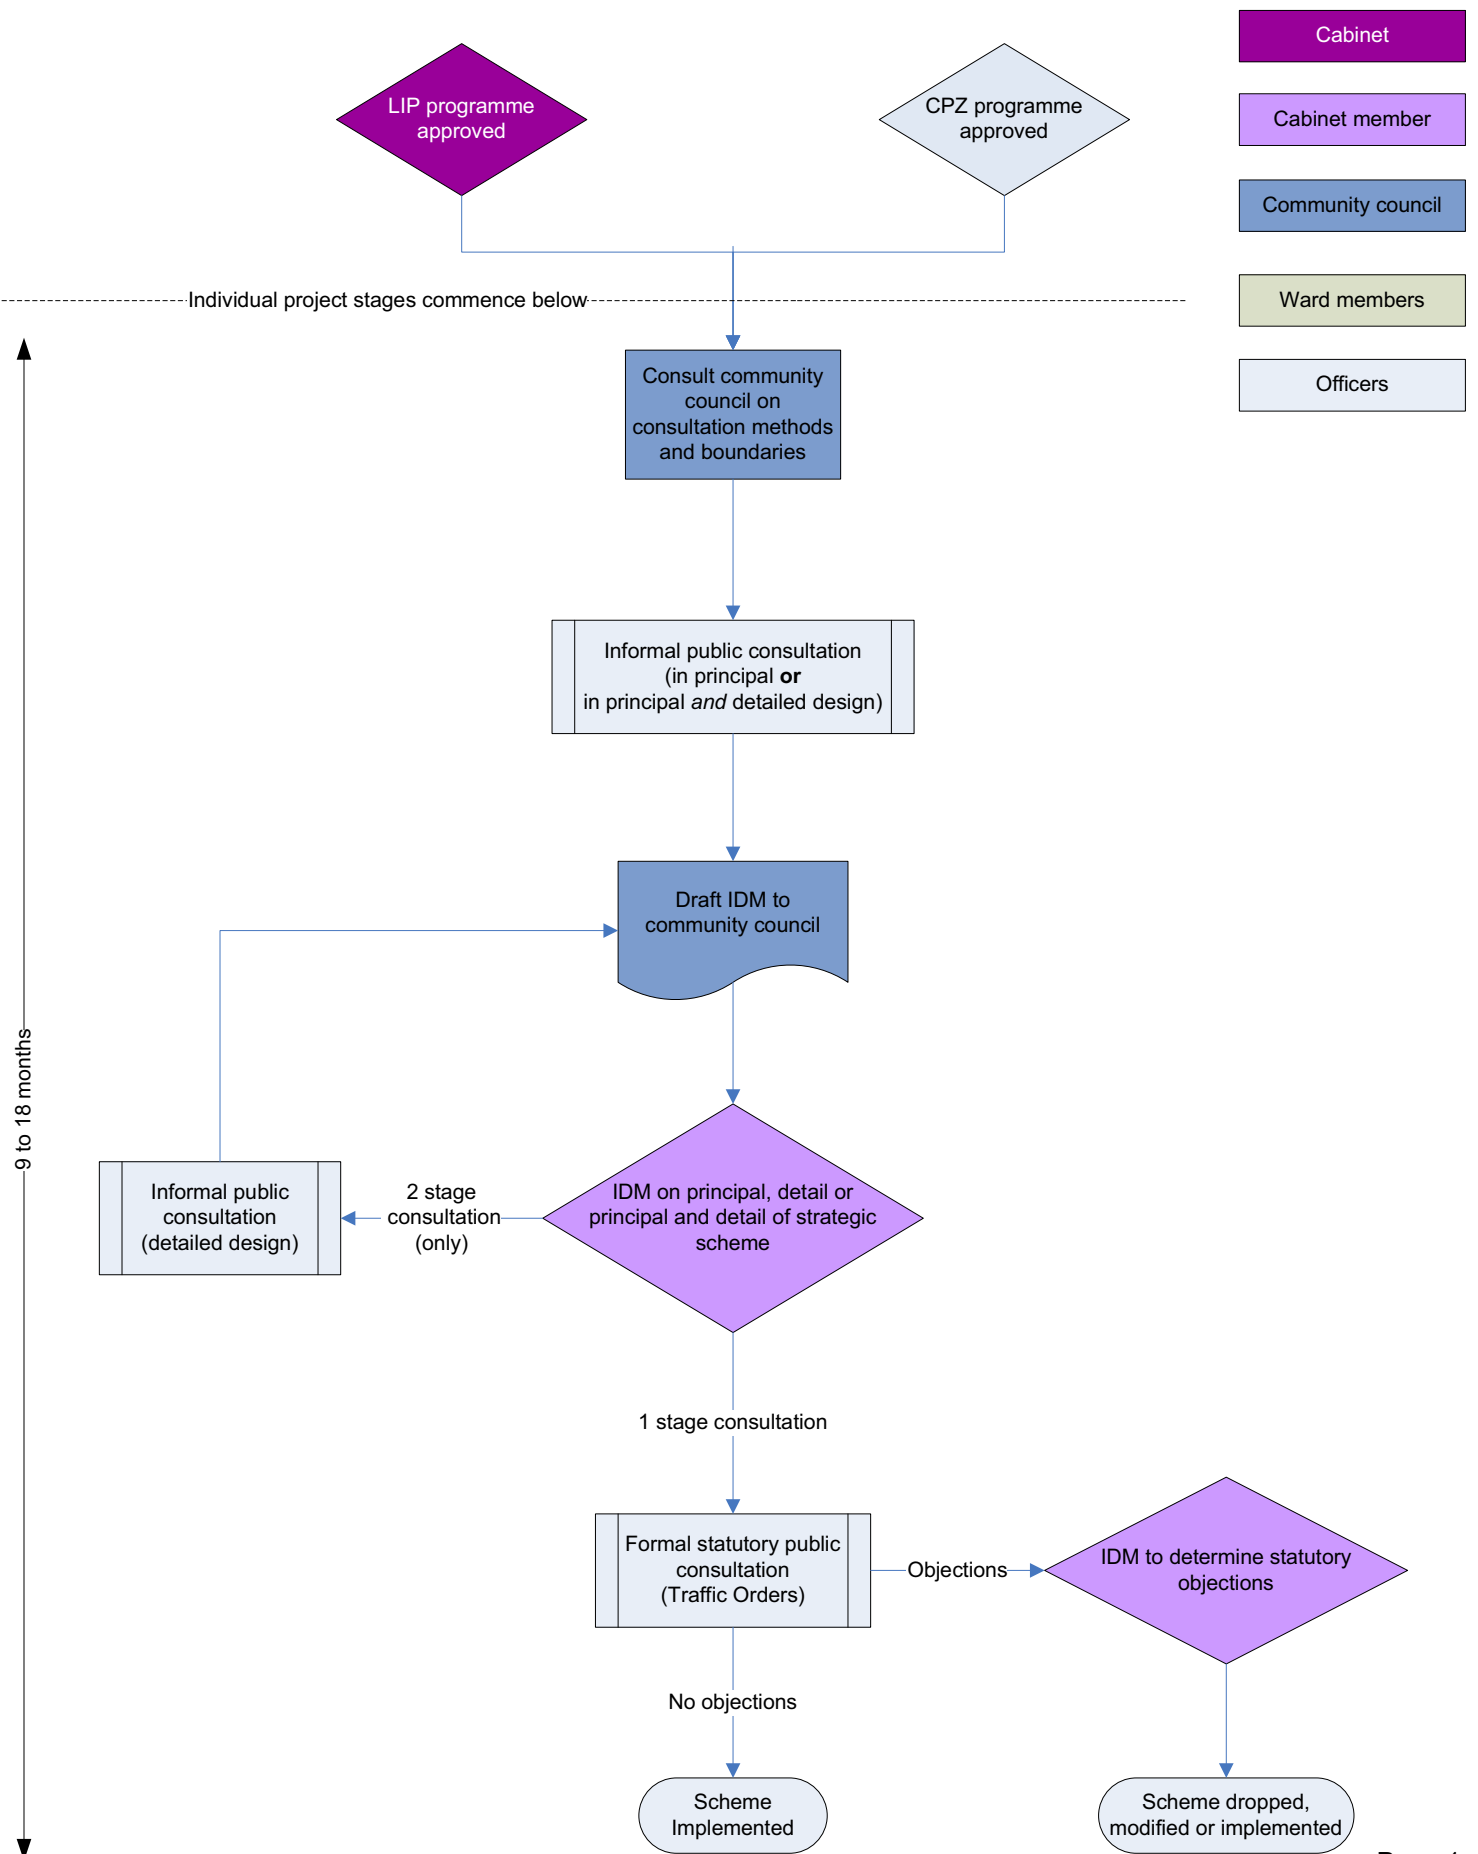 Cabinet
LIP programme
approved
CPZ programme
approved
Cabinet member
Community council
Individual project stages commence below
Ward members
Officers
Consult community
council on
consultation methods
and boundaries
Informal public consultation
(in principal or
in principal and detailed design)
Draft IDM to
community council
9 to 18 months
Informal public
consultation
(detailed design)
2 stage
consultation
(only)
IDM on principal, detail or
principal and detail of strategic
scheme
1 stage consultation
Formal statutory public
consultation
(Traffic Orders)
Objections
IDM to determine statutory
objections
No objections
Scheme
Implemented
Scheme dropped,
modified or implemented